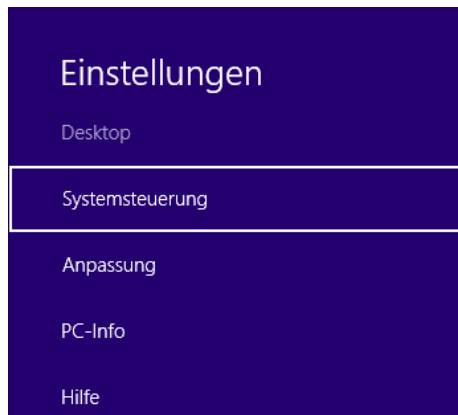 Einstellungen
Desktop
Systemsteuerung
Anpassung
PC-Info
Hilfe